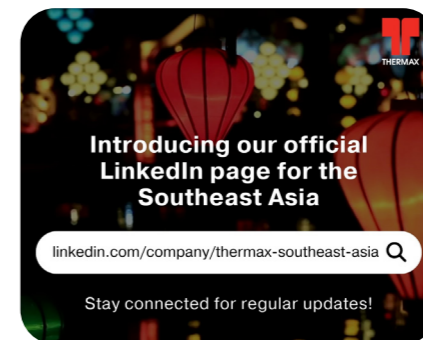 THERMAX
Introducing our official
LinkedIn page for the
Southeast Asia
linkedin.com/company/thermax-southeast-asia
Stay connected for regular updates!